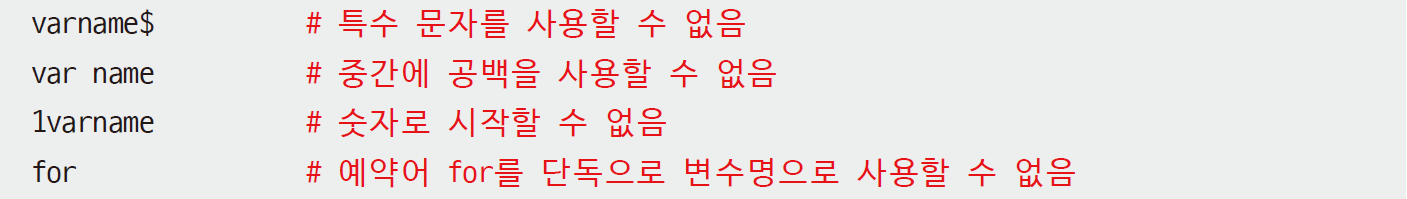 varname$ # 특수 문자를 사용할 수 없음
var name # 중간에 공백을 사용할 수 없음
1varname # 숫자로 시작할 수 없음
for # 예약어 for를 단독으로 변수명으로 사용할 수 없음